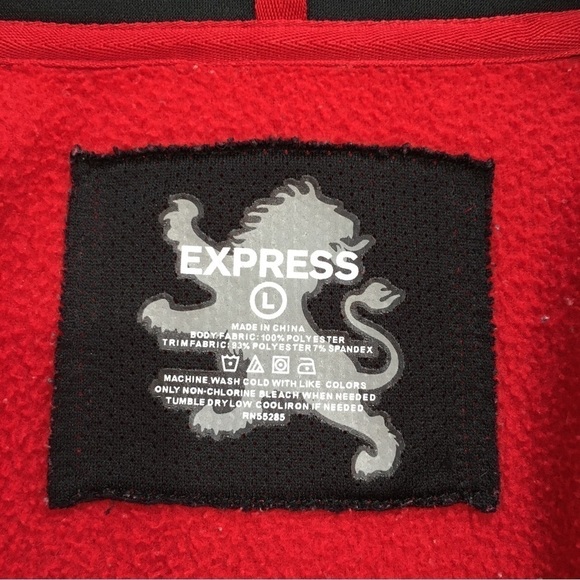 EXPRESS
L
MADE IN CHINA
BODY FABRIC: 100% POLYESTER
TRIM FABRIC: 93% POLYESTER 7% SPANDEX
MACHINE WASH COLD WITH LIKE COLORS
ONLY NON-CHLORINE BLEACH WHEN NEEDED
TUMBLE DRY LOW COOL IRON IF NEEDED
RN55285